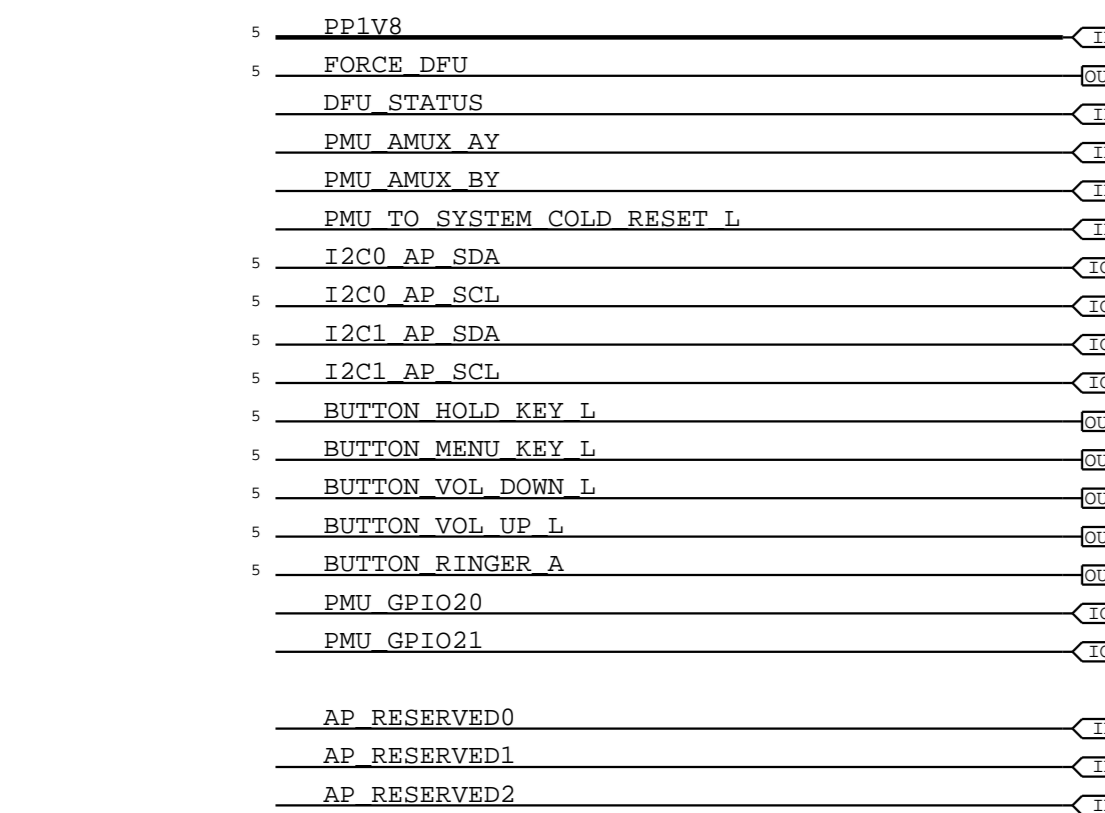 5 PP1V8
5 FORCE_DFU
DFU_STATUS
PMU_AMUX_AY
PMU_AMUX_BY
PMU_TO_SYSTEM_COLD_RESET_L
5 I2C0_AP_SDA
5 I2C0_AP_SCL
5 I2C1_AP_SDA
5 I2C1_AP_SCL
5 BUTTON_HOLD_KEY_L
5 BUTTON_MENU_KEY_L
5 BUTTON_VOL_DOWN_L
5 BUTTON_VOL_UP_L
5 BUTTON_RINGER_A
PMU_GPIO20
PMU_GPIO21
AP_RESERVED0
AP_RESERVED1
AP_RESERVED2